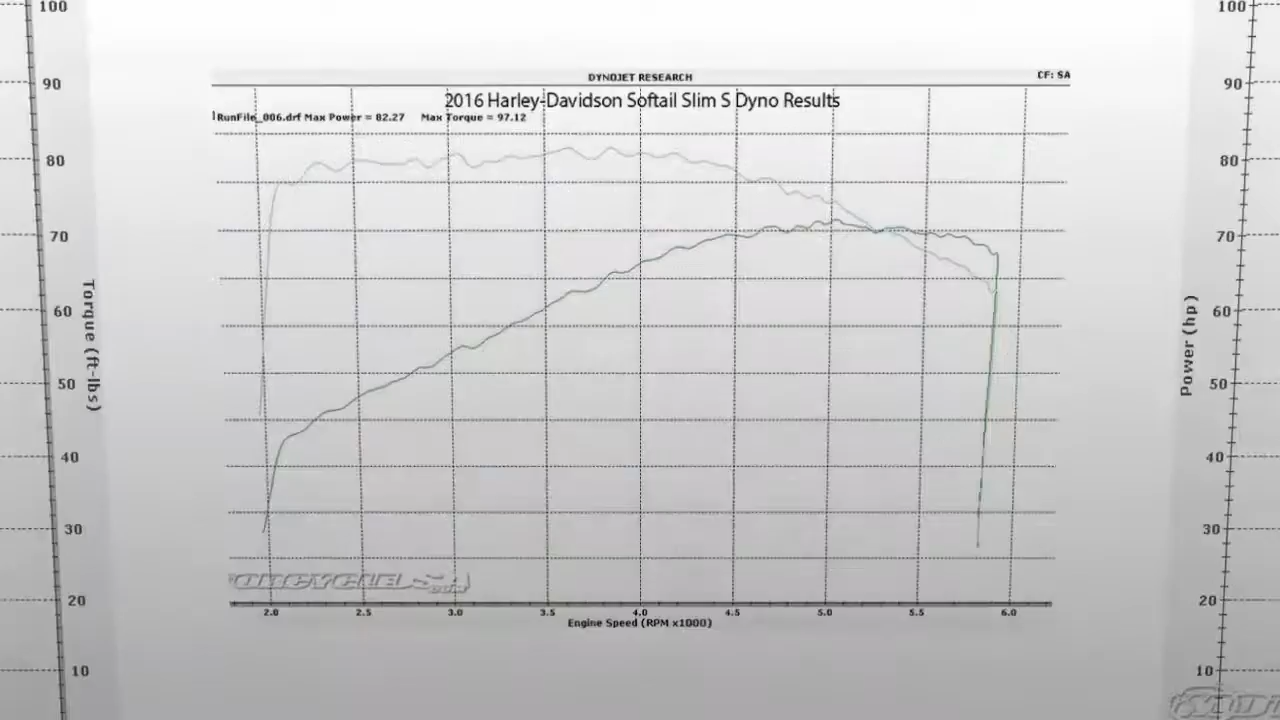 DYNOJET RESEARCH
CF: SA
2016 Harley-Davidson Softail Slim S Dyno Results
RunFile_006.drf Max Power = 82.27 Max Torque = 97.12
100
90
80
70
60
50
40
30
20
10
Torque (ft-lbs)
100
90
80
70
60
50
40
30
20
10
Power (hp)
2.0 2.5 3.0 3.5 4.0 4.5 5.0 5.5 6.0
Engine Speed (RPM x1000)